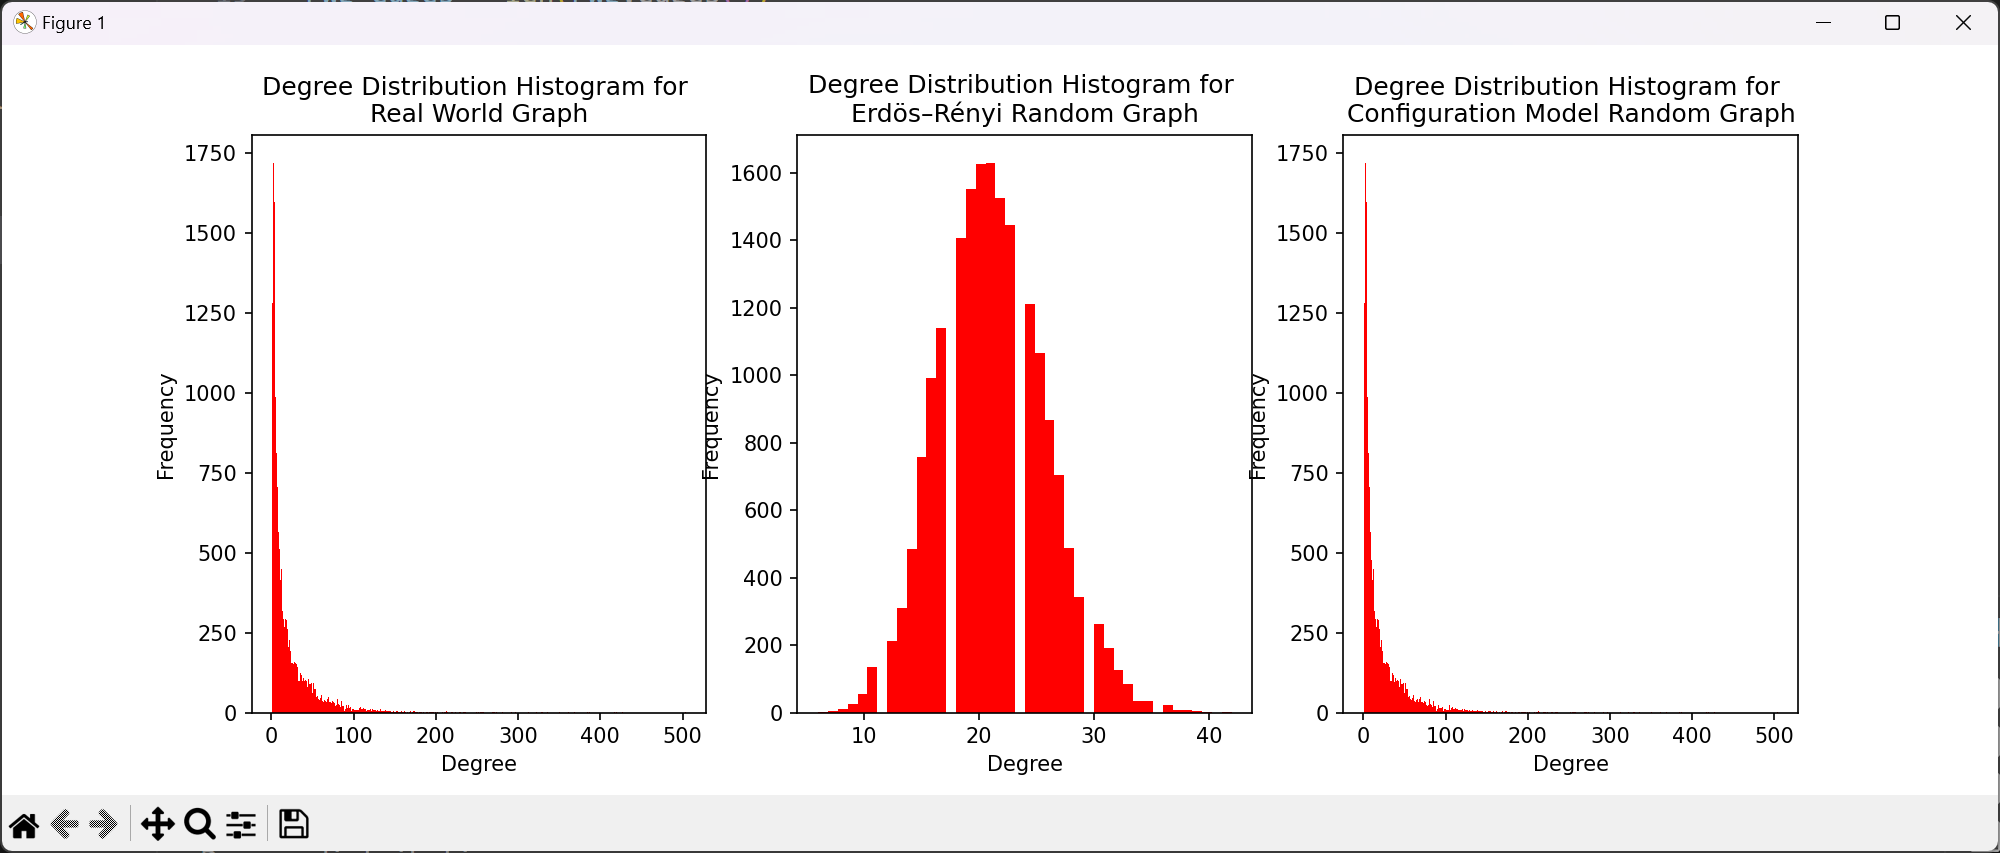 Figure 1
Degree Distribution Histogram for
Real World Graph
1750
1500
1250
1000
750
500
250
0
Frequency
0 100 200 300 400 500
Degree
Degree Distribution Histogram for
Erdös–Rényi Random Graph
1600
1400
1200
1000
800
600
400
200
0
Frequency
10 20 30 40
Degree
Degree Distribution Histogram for
Configuration Model Random Graph
1750
1500
1250
1000
750
500
250
0
Frequency
0 100 200 300 400 500
Degree